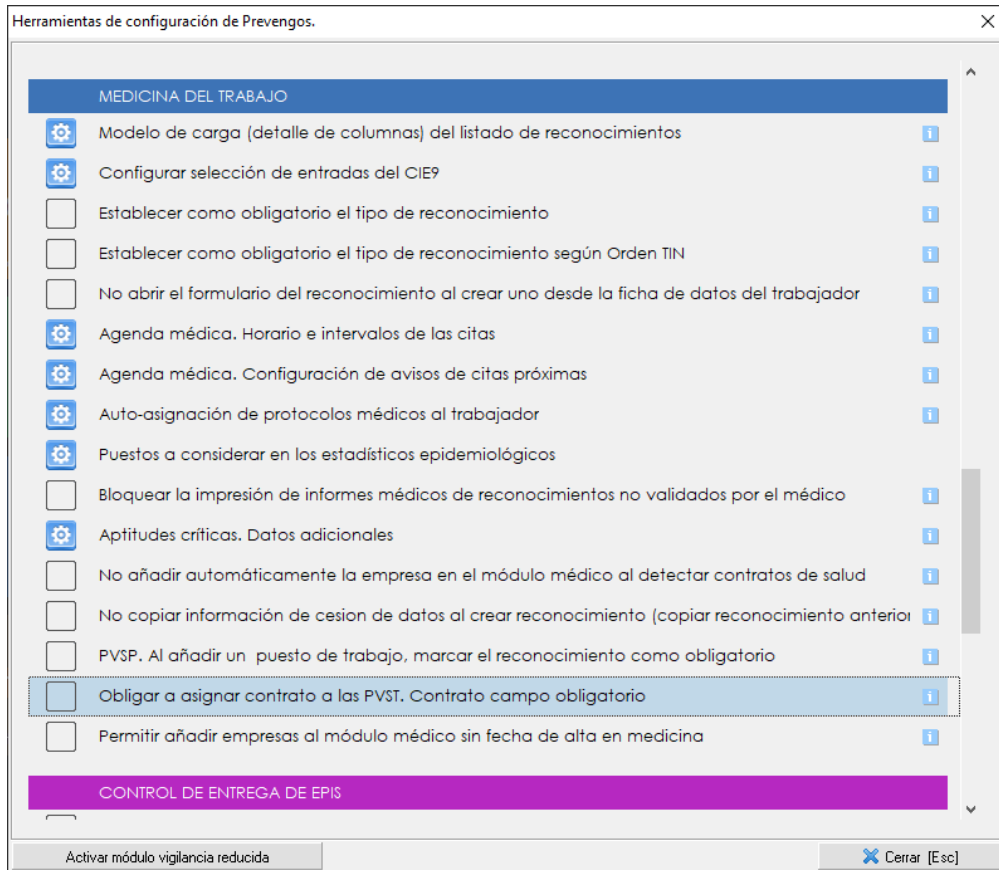 Herramientas de configuración de Prevengos.
MEDICINA DEL TRABAJO
Modelo de carga (detalle de columnas) del listado de reconocimientos
Configurar selección de entradas del CIE9
Establecer como obligatorio el tipo de reconocimiento
Establecer como obligatorio el tipo de reconocimiento según Orden TIN
No abrir el formulario del reconocimiento al crear uno desde la ficha de datos del trabajador
Agenda médica. Horario e intervalos de las citas
Agenda médica. Configuración de avisos de citas próximas
Auto-asignación de protocolos médicos al trabajador
Puestos a considerar en los estadísticos epidemiológicos
Bloquear la impresión de informes médicos de reconocimientos no validados por el médico
Aptitudes críticas. Datos adicionales
No añadir automáticamente la empresa en el módulo médico al detectar contratos de salud
No copiar información de cesion de datos al crear reconocimiento (copiar reconocimiento anterior
PVSP. Al añadir un puesto de trabajo, marcar el reconocimiento como obligatorio
Obligar a asignar contrato a las PVST. Contrato campo obligatorio
Permitir añadir empresas al módulo médico sin fecha de alta en medicina
CONTROL DE ENTREGA DE EPIS
Activar módulo vigilancia reducida
Cerrar [Esc]